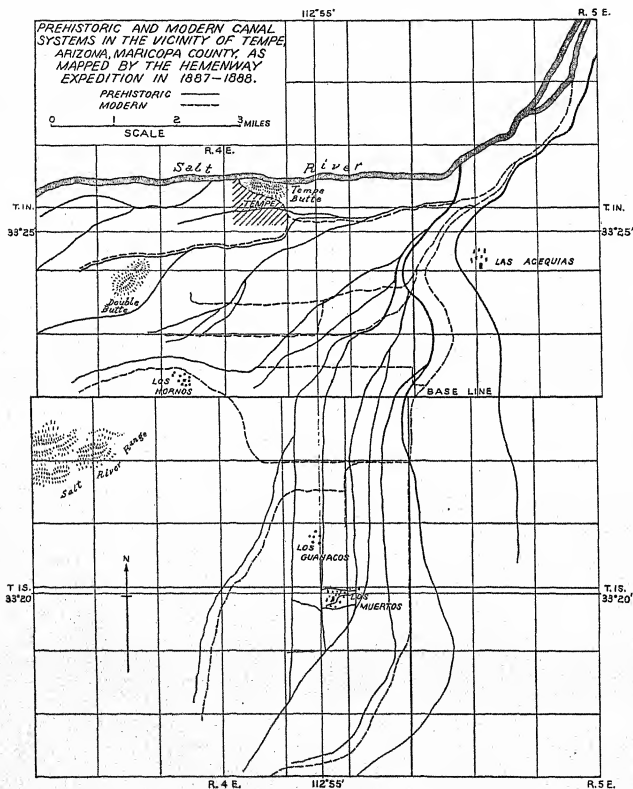 112°55'
R. 5 E.
PREHISTORIC AND MODERN CANAL
SYSTEMS IN THE VICINITY OF TEMPE,
ARIZONA, MARICOPA COUNTY, AS
MAPPED BY THE HEMENWAY
EXPEDITION IN 1887-1888.
PREHISTORIC
MODERN
0 1 2 3 MILES
SCALE
R. 4 E.
Salt River
Tempe
Butte
TEMPE
T. 1 N.
33°25'
T. 1 N.
33°25'
LAS ACEQUIAS
Double
Butte
LOS
HORNOS
BASE LINE
Salt River Range
LOS
GUANACOS
N
T. 1 S.
33°20'
LOS
MUERTOS
T. 1 S.
33°20'
R. 4 E.
112°55'
R. 5 E.